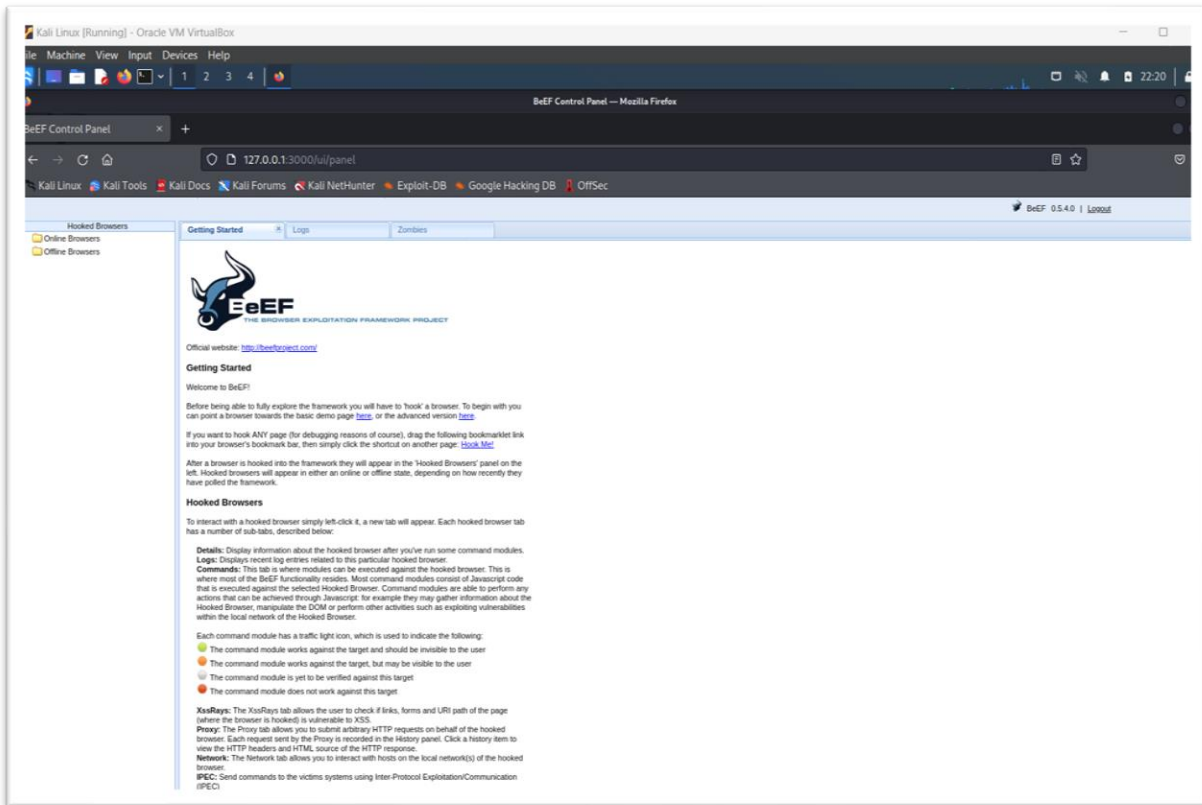 Kali Linux [Running] - Oracle VM VirtualBox
ile Machine View Input Devices Help
1 2 3 4 22:20
BeEF Control Panel — Mozilla Firefox
BeEF Control Panel × +
127.0.0.1:3000/ui/panel
Kali Linux Kali Tools Kali Docs Kali Forums Kali NetHunter Exploit-DB Google Hacking DB OffSec
BeEF 0.5.4.0 | Logout
Hooked Browsers
Online Browsers
Offline Browsers
Getting Started Logs Zombies
BeEF
THE BROWSER EXPLOITATION FRAMEWORK PROJECT
Official website: http://beefproject.com/
Getting Started
Welcome to BeEF!
Before being able to fully explore the framework you will have to 'hook' a browser. To begin with you
can point a browser towards the basic demo page here, or the advanced version here.
If you want to hook ANY page (for debugging reasons of course), drag the following bookmarklet link
into your browser's bookmark bar, then simply click the shortcut on another page: Hook Me!
After a browser is hooked into the framework they will appear in the 'Hooked Browsers' panel on the
left. Hooked browsers will appear in either an online or offline state, depending on how recently they
have polled the framework.
Hooked Browsers
To interact with a hooked browser simply left-click it, a new tab will appear. Each hooked browser tab
has a number of sub-tabs, described below:
Details: Display information about the hooked browser after you've run some command modules.
Logs: Displays recent log entries related to this particular hooked browser.
Commands: This tab is where modules can be executed against the hooked browser. This is
where most of the BeEF functionality resides. Most command modules consist of Javascript code
that is executed against the selected Hooked Browser. Command modules are able to perform any
actions that can be achieved through Javascript: for example they may gather information about the
Hooked Browser, manipulate the DOM or perform other activities such as exploiting vulnerabilities
within the local network of the Hooked Browser.
Each command module has a traffic light icon, which is used to indicate the following:
The command module works against the target and should be invisible to the user
The command module works against the target, but may be visible to the user
The command module is yet to be verified against this target
The command module does not work against this target
XssRays: The XssRays tab allows the user to check if links, forms and URI path of the page
(where the browser is hooked) is vulnerable to XSS.
Proxy: The Proxy tab allows you to submit arbitrary HTTP requests on behalf of the hooked
browser. Each request sent by the Proxy is recorded in the History panel. Click a history item to
view the HTTP headers and HTML source of the HTTP response.
Network: The Network tab allows you to interact with hosts on the local network(s) of the hooked
browser.
IPEC: Send commands to the victims systems using Inter-Protocol Exploitation/Communication
(IPEC)